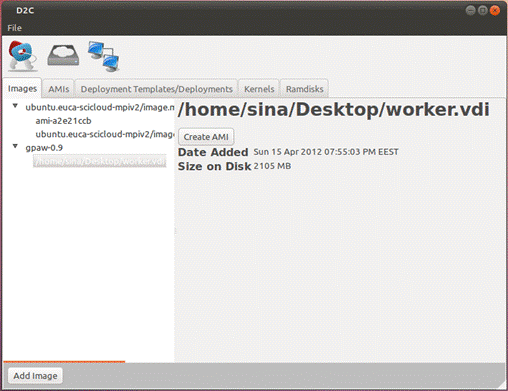 D2C
File
Images AMIs Deployment Templates/Deployments Kernels Ramdisks
ubuntu.euca-scicloud-mpiv2/image.m
ami-a2e21ccb
ubuntu.euca-scicloud-mpiv2/imag
gpaw-0.9
/home/sina/Desktop/worker.vdi
/home/sina/Desktop/worker.vdi
Create AMI
Date Added Sun 15 Apr 2012 07:55:03 PM EEST
Size on Disk 2105 MB
Add Image